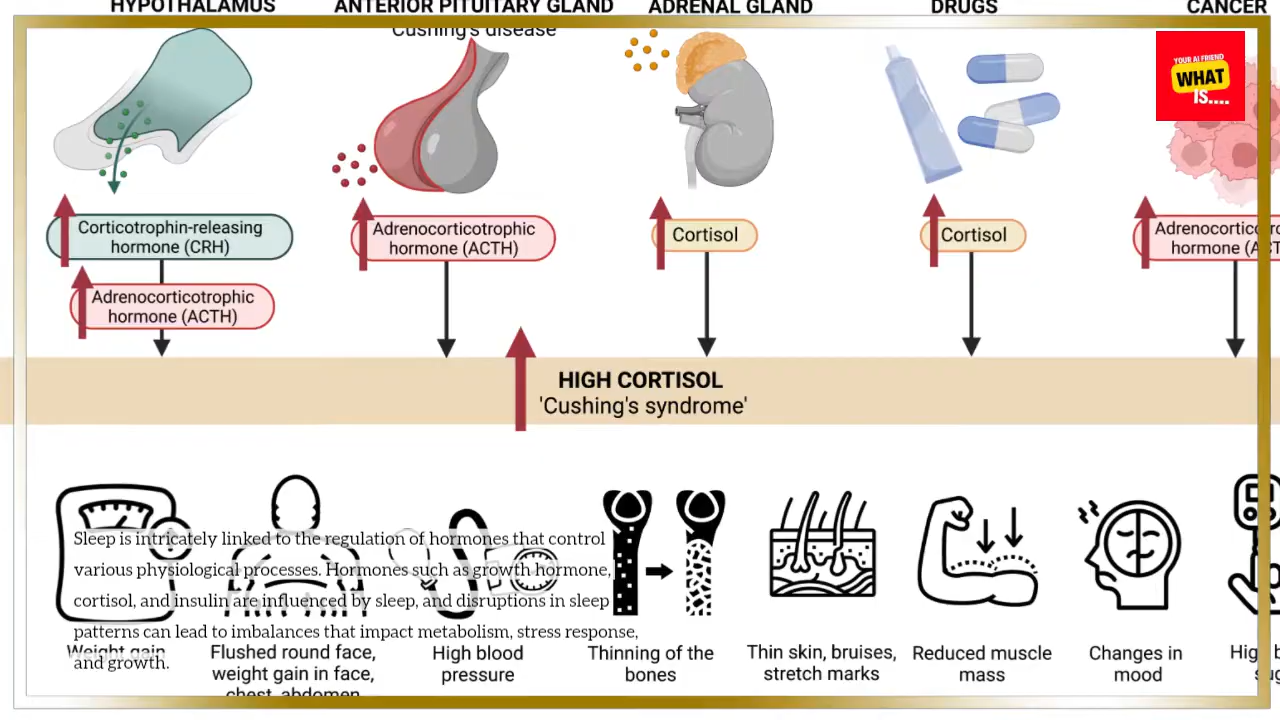 HYPOTHALAMUS
ANTERIOR PITUITARY GLAND
Cushing's disease
ADRENAL GLAND
DRUGS
CANCER
YOUR AI FRIEND
WHAT
IS....
Corticotrophin-releasing
hormone (CRH)
Adrenocorticotrophic
hormone (ACTH)
Adrenocorticotrophic
hormone (ACTH)
Cortisol
Cortisol
hormone
HIGH CORTISOL
'Cushing's syndrome'
Sleep is intricately linked to the regulation of hormones that control
various physiological processes. Hormones such as growth hormone,
cortisol, and insulin are influenced by sleep, and disruptions in sleep
patterns can lead to imbalances that impact metabolism, stress response,
and growth.
Weight gain
Flushed round face,
weight gain in face,
chest, abdomen
High blood
pressure
Thinning of the
bones
Thin skin, bruises,
stretch marks
Reduced muscle
mass
Changes in
mood